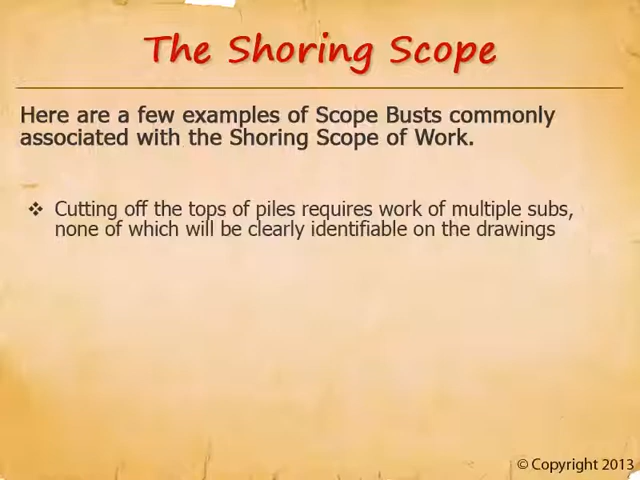 The Shoring Scope
Here are a few examples of Scope Busts commonly
associated with the Shoring Scope of Work.
❖ Cutting off the tops of piles requires work of multiple subs,
none of which will be clearly identifiable on the drawings
© Copyright 2013